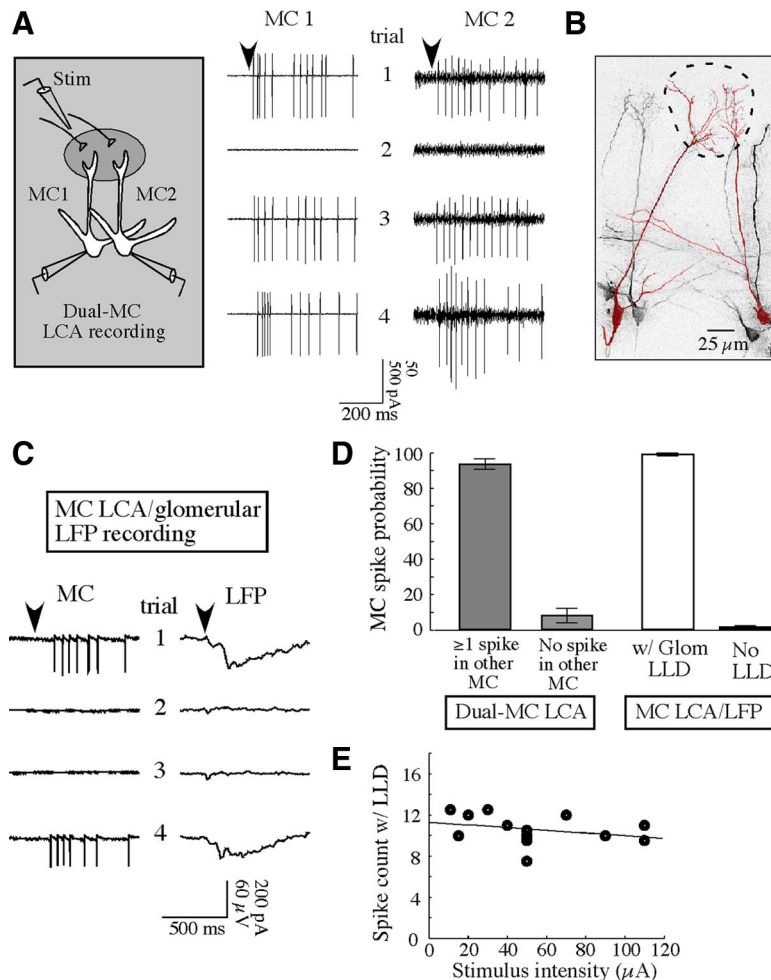 A
Stim
MC1
MC2
Dual-MC
LCA recording
MC 1
trial
MC 2
1
2
3
4
50
500 pA
200 ms
B
25 µm
C
MC LCA/glomerular
LFP recording
MC
trial
LFP
1
2
3
4
200 pA
60 µV
500 ms
D
MC spike probability
100
80
60
40
20
0
≥1 spike
in other
MC
No spike
in other
MC
w/ Glom
LLD
No
LLD
Dual-MC LCA
MC LCA/LFP
E
Spike count w/ LLD
16
12
8
4
0
0
20
40
60
80
100
120
Stimulus intensity (µA)